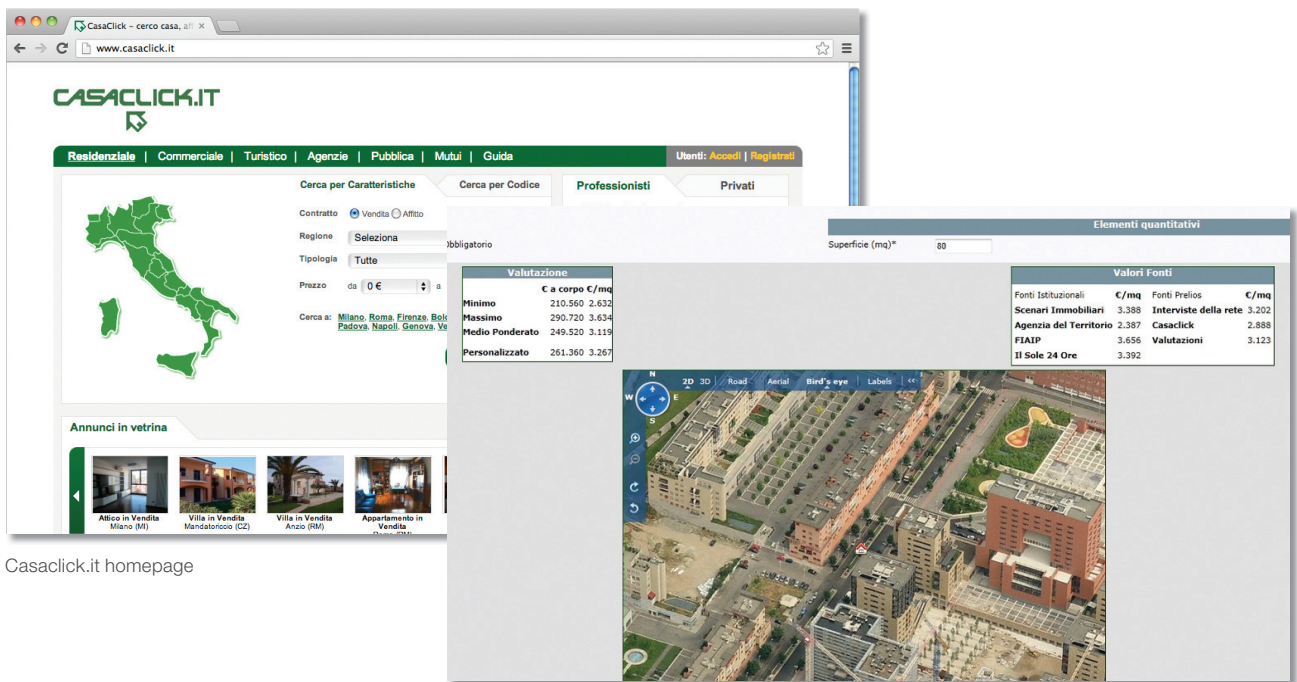 CasaClick – cerco casa, aff
www.casaclick.it
CASACLICK.IT
Residenziale | Commerciale | Turistico | Agenzie | Pubblica | Mutui | Guida
Utenti: Accedi | Registrati
Cerca per Caratteristiche Cerca per Codice
Professionisti Privati
Contratto Vendita Affitto
Regione Seleziona
Tipologia Tutte
Prezzo da 0 € a
Cerca a: Milano, Roma, Firenze,
Padova, Napoli, Genova,
Annunci in vetrina
Attico in Vendita
Milano (MI)
Villa in Vendita
Mandatoriccio (CZ)
Villa in Vendita
Anzio (RM)
Appartamento in
Vendita
Roma (RM)
Casaclick.it homepage
Elementi quantitativi
Superficie (mq)* 80
Valutazione
€ a corpo €/mq
Minimo 210.560 2.632
Massimo 290.720 3.634
Medio Ponderato 249.520 3.119
Personalizzato 261.360 3.267
Valori Fonti
Fonti Istituzionali €/mq Fonti Prelios €/mq
Scenari Immobiliari 3.388 Interviste della rete 3.202
Agenzia del Territorio 2.387 Casaclick 2.888
FIAIP 3.656 Valutazioni 3.123
Il Sole 24 Ore 3.392
N
W E
S
2D 3D Road Aerial Bird's eye Labels <<